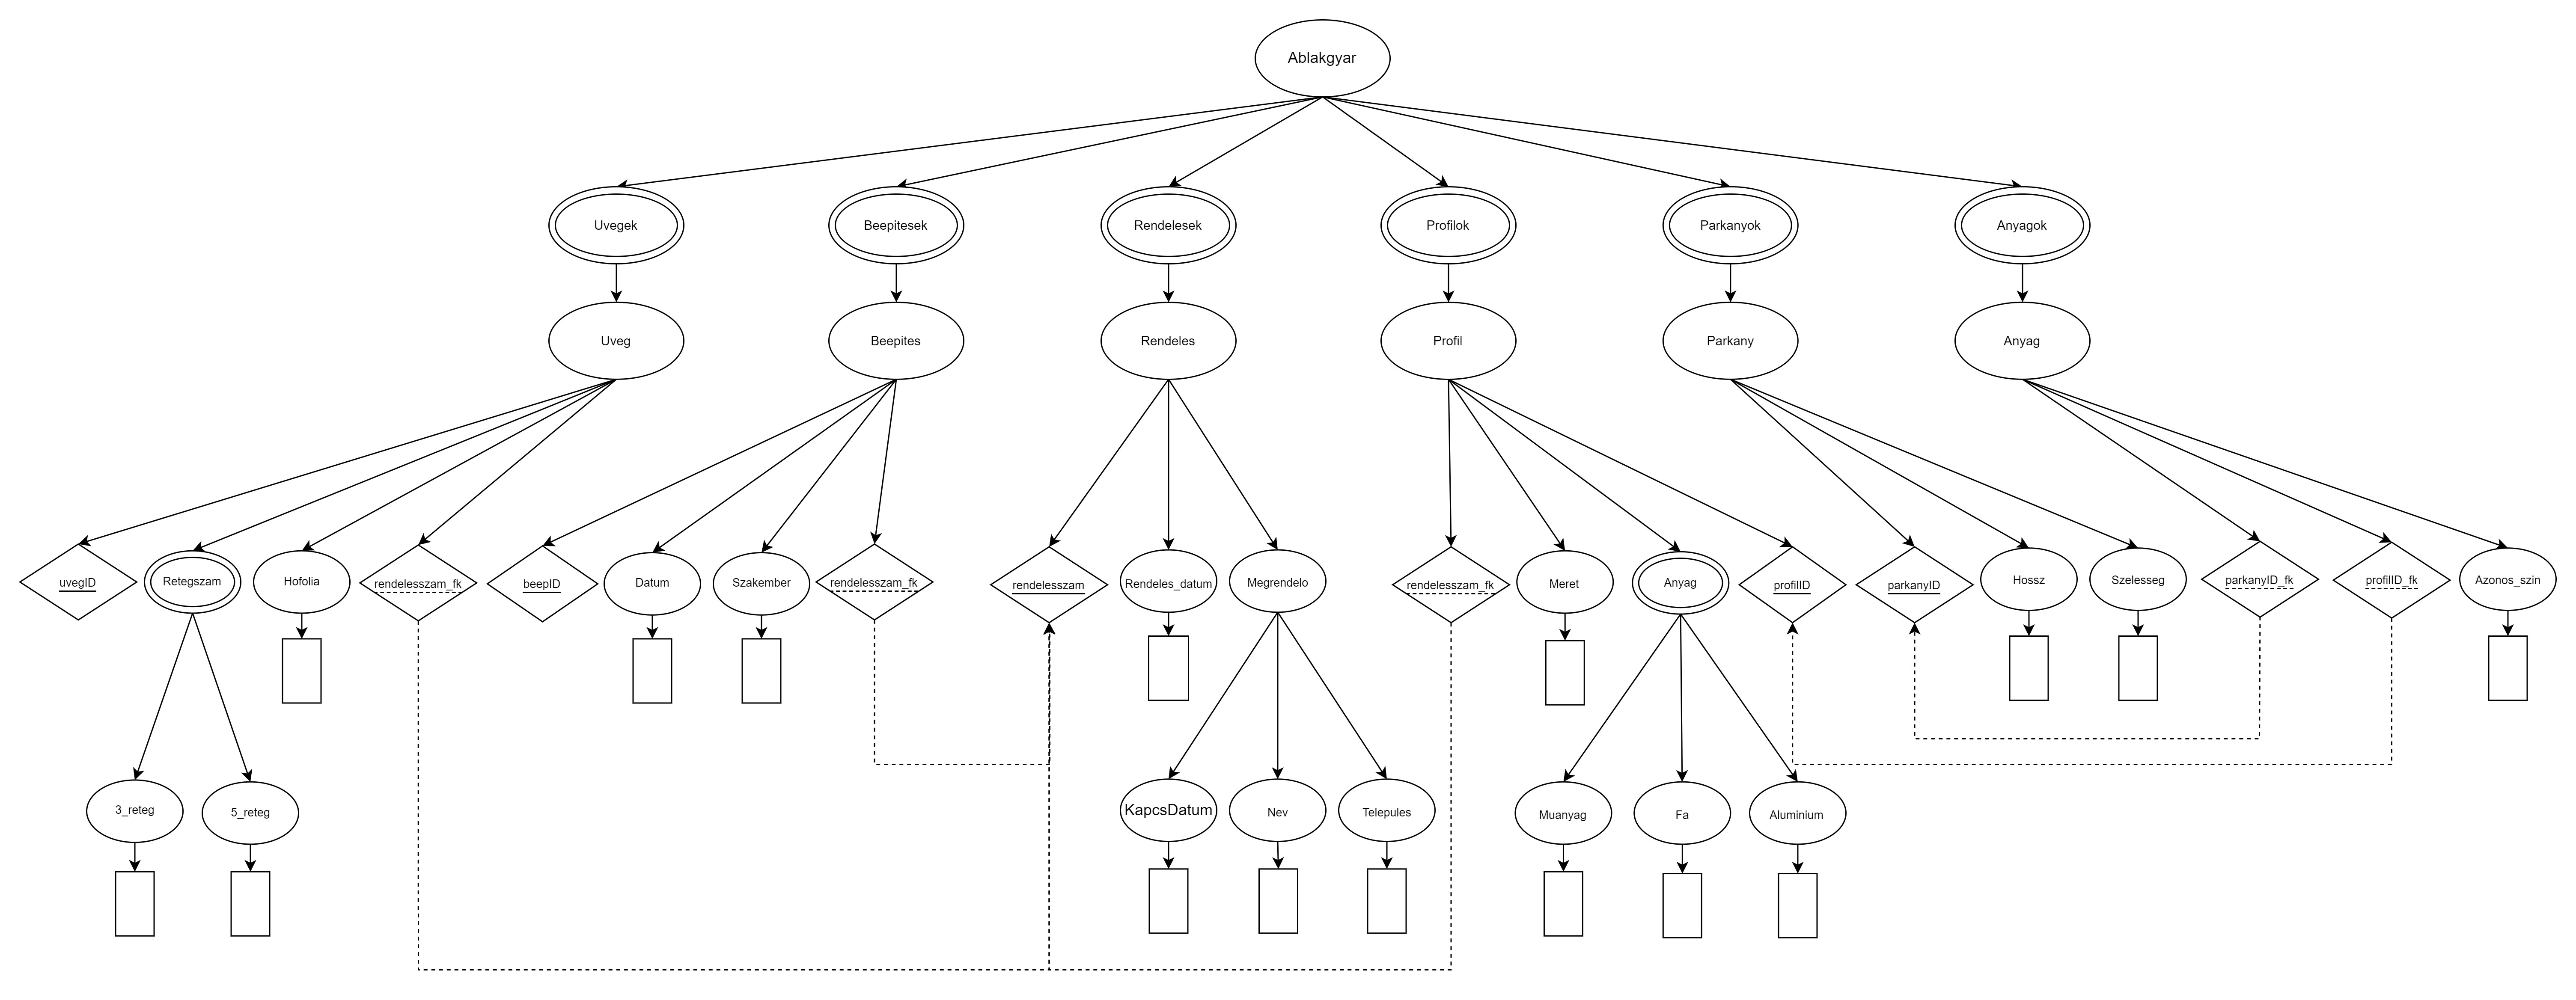 Ablakgyar
Uvegek
Beepitesek
Rendelesek
Profilok
Parkanyok
Anyagok
Uveg
Beepites
Rendeles
Profil
Parkany
Anyag
uvegID
Retegszam
Hofolia
rendelesszam_fk
beepID
Datum
Szakember
rendelesszam_fk
rendelesszam
Rendeles_datum
Megrendelo
rendelesszam_fk
Meret
Anyag
profilID
parkanyID
Hossz
Szelesseg
parkanyID_fk
profilID_fk
Azonos_szin
3_reteg
5_reteg
KapcsDatum
Nev
Telepules
Muanyag
Fa
Aluminium